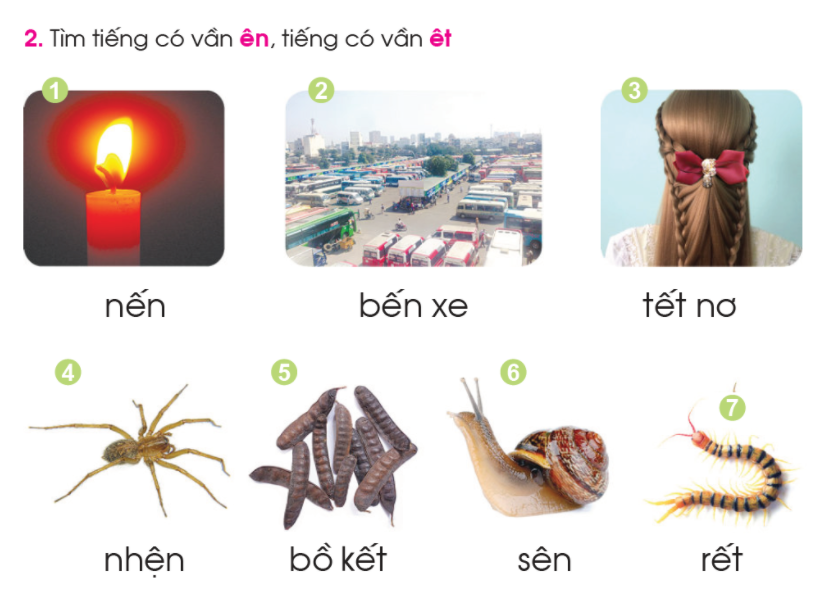 2. Tìm tiếng có vần ên, tiếng có vần êt
1 2 3
nến bến xe tết nơ
4 5 6 7
nhện bồ kết sên rết